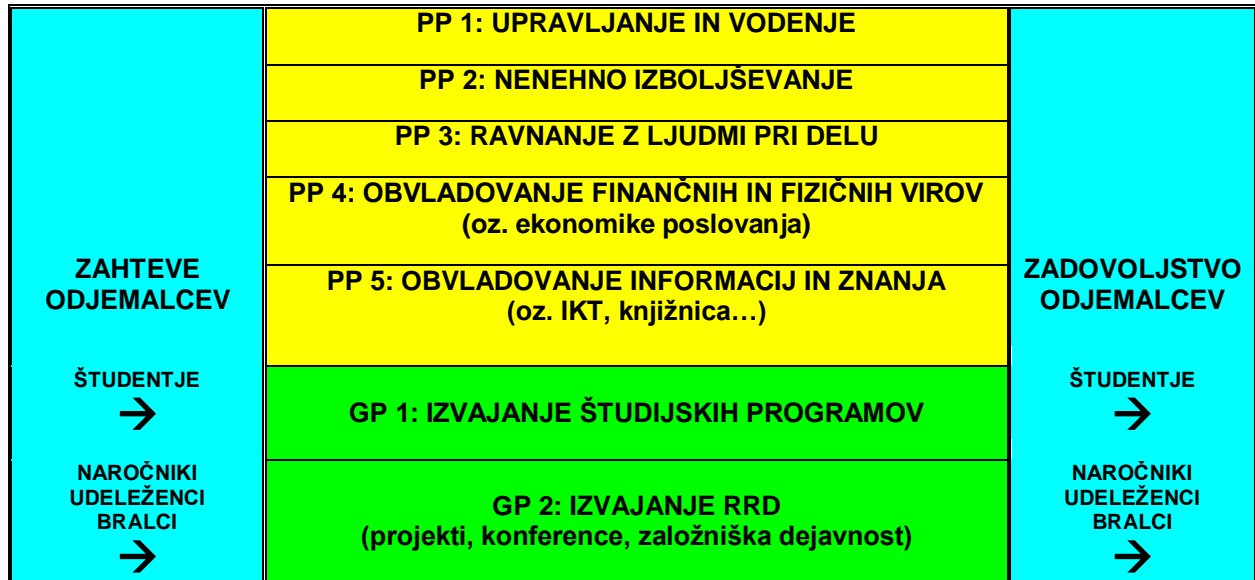 PP 1: UPRAVLJANJE IN VODENJE
PP 2: NENEHNO IZBOLJŠEVANJE
PP 3: RAVNANJE Z LJUDMI PRI DELU
PP 4: OBVLADOVANJE FINANČNIH IN FIZIČNIH VIROV
(oz. ekonomike poslovanja)
PP 5: OBVLADOVANJE INFORMACIJ IN ZNANJA
(oz. IKT, knjižnica…)
GP 1: IZVAJANJE ŠTUDIJSKIH PROGRAMOV
GP 2: IZVAJANJE RRD
(projekti, konference, založniška dejavnost)
ZAHTEVE
ODJEMALCEV
ŠTUDENTJE
→
NAROČNIKI
UDELEŽENCI
BRALCI
→
ZADOVOLJSTVO
ODJEMALCEV
ŠTUDENTJE
→
NAROČNIKI
UDELEŽENCI
BRALCI
→